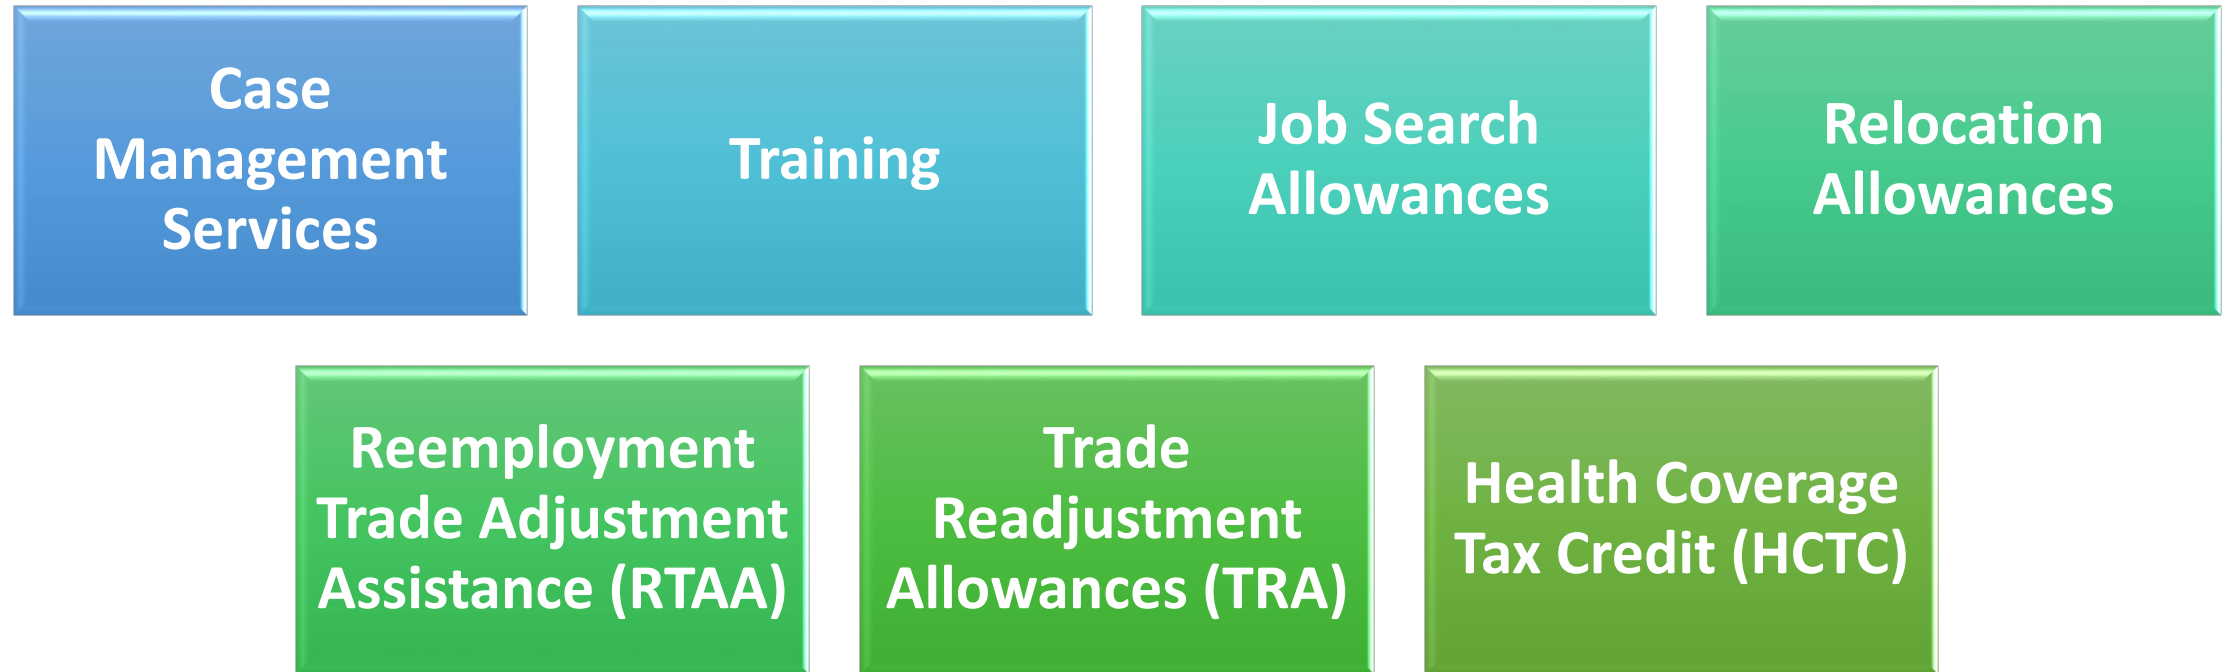 Case
Management
Services
Training
Job Search
Allowances
Relocation
Allowances
Reemployment
Trade Adjustment
Assistance (RTAA)
Trade
Readjustment
Allowances (TRA)
Health Coverage
Tax Credit (HCTC)